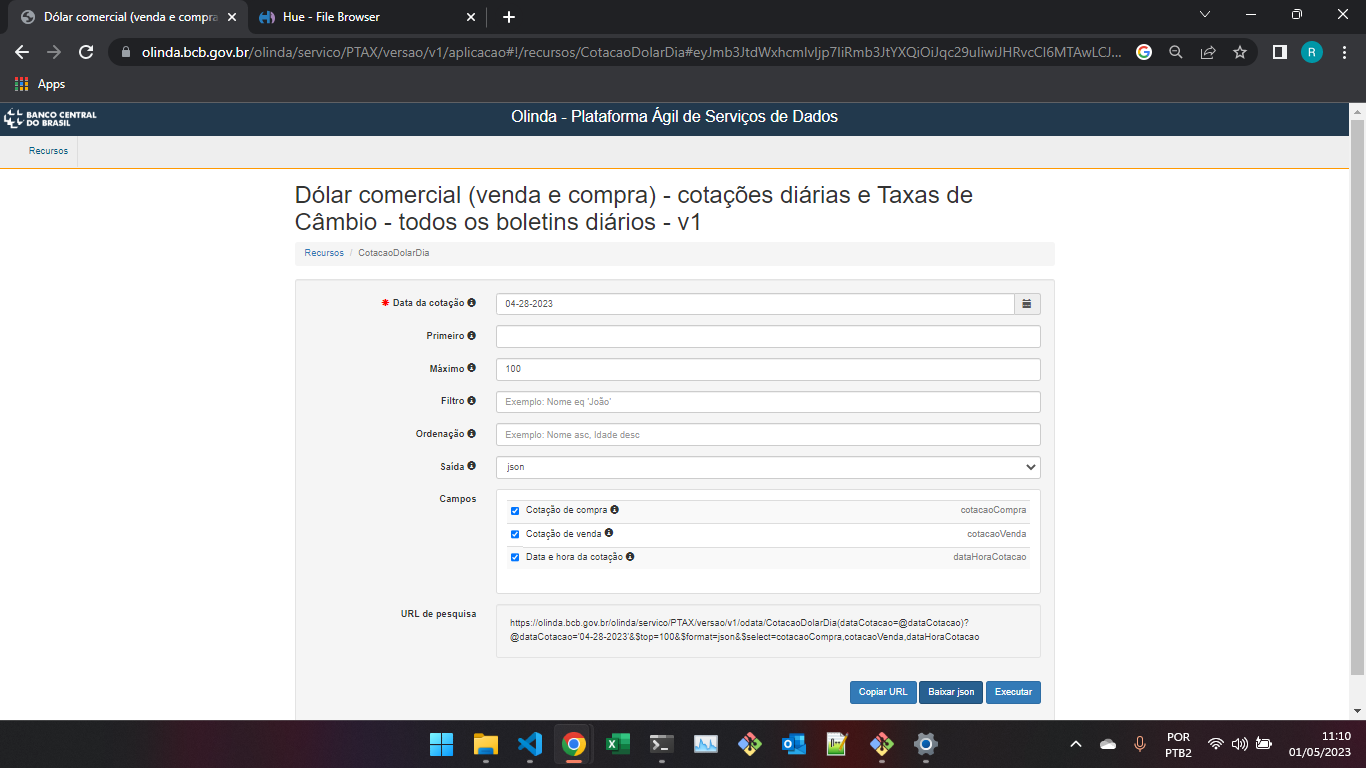 Dólar comercial (venda e compra
Hue - File Browser
olinda.bcb.gov.br/olinda/servico/PTAX/versao/v1/aplicacao#!/recursos/CotacaoDolarDia#eyJmb3JtdWxhcmlvIjp7IiRmb3JtYXQiOiJqc29uIiwiJHRvcCI6MTAwLCJ...
R
Apps
BANCO CENTRAL
DO BRASIL
Olinda - Plataforma Ágil de Serviços de Dados
Recursos
Dólar comercial (venda e compra) - cotações diárias e Taxas de
Câmbio - todos os boletins diários - v1
Recursos / CotacaoDolarDia
Data da cotação 04-28-2023
Primeiro
Máximo 100
Filtro Exemplo: Nome eq 'João'
Ordenação Exemplo: Nome asc, Idade desc
Saída json
Campos
Cotação de compra cotacaoCompra
Cotação de venda cotacaoVenda
Data e hora da cotação dataHoraCotacao
URL de pesquisa
https://olinda.bcb.gov.br/olinda/servico/PTAX/versao/v1/odata/CotacaoDolarDia(dataCotacao=@dataCotacao)?
@dataCotacao='04-28-2023'&$top=100&$format=json&$select=cotacaoCompra,cotacaoVenda,dataHoraCotacao
Copiar URL Baixar json Executar
POR
PTB2
11:10
01/05/2023